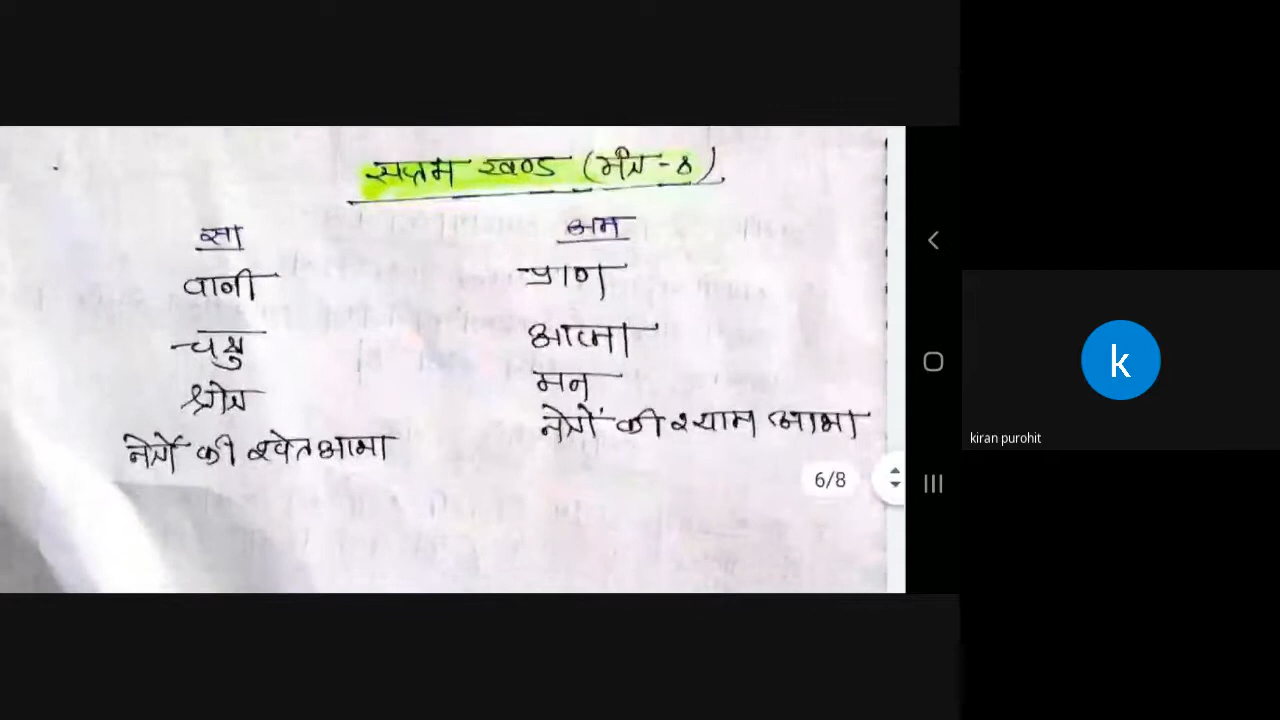 सप्तम खण्ड (मंत्र-8)
सा अम
वानी प्राण
चक्षु आत्मा
श्रोत्र मन
नेत्रों की श्वेत आभा नेत्रों की श्याम आभा
6/8
k
kiran purohit